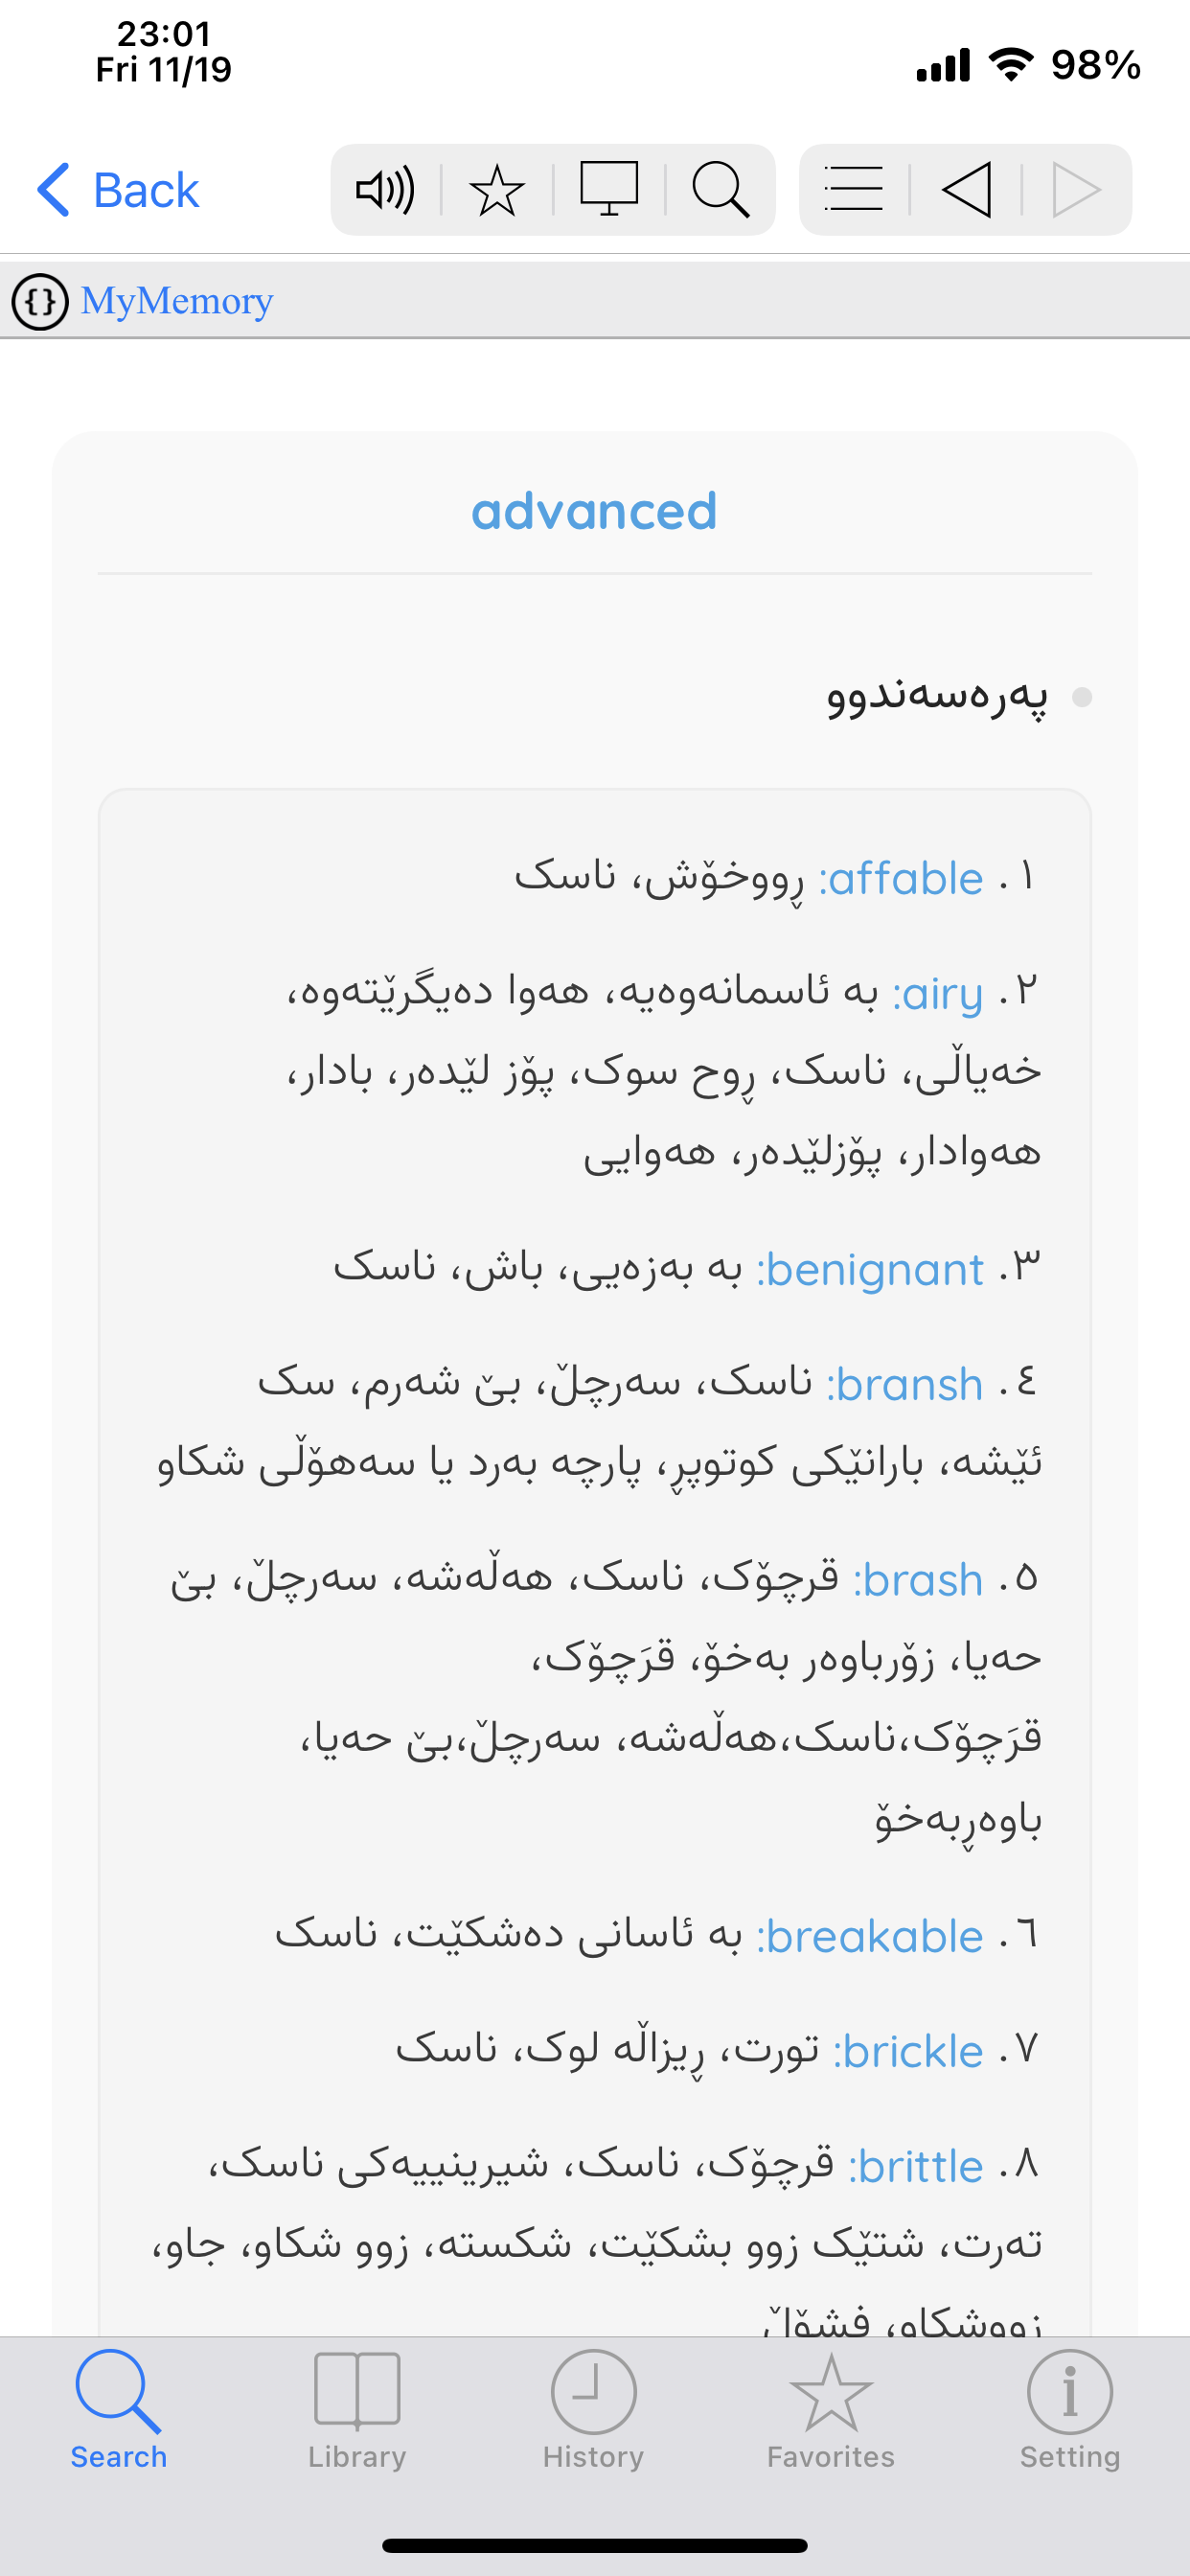 23:01
Fri 11/19
98%
Back
{} MyMemory
advanced
پەرەسەندوو
١. affable: ڕووخۆش، ناسک
٢. airy: بە ئاسمانەوەیە، هەوا دەیگرێتەوە،
خەیاڵی، ناسک، ڕوح سوک، پۆز لێدەر، بادار،
هەوادار، پۆزلێدەر، هەوایی
٣. benignant: بە بەزەیی، باش، ناسک
٤. bransh: ناسک، سەرچڵ، بێ شەرم، سک
ئێشە، بارانێکی کوتوپڕ، پارچە بەرد یا سەهۆڵی شکاو
٥. brash: قرچۆک، ناسک، هەڵەشە، سەرچڵ، بێ
حەیا، زۆرباوەر بەخۆ، قرَچۆک،
قرَچۆک،ناسک،هەڵەشە، سەرچڵ،بێ حەیا،
باوەڕبەخۆ
٦. breakable: بە ئاسانی دەشکێت، ناسک
٧. brickle: تورت، ڕیزاڵە لوک، ناسک
٨. brittle: قرچۆک، ناسک، شیرینییەکی ناسک،
تەرت، شتێک زوو بشکێت، شکستە، زوو شکاو، جاو،
زووشکاو، فشۆڵ
Search Library History Favorites Setting